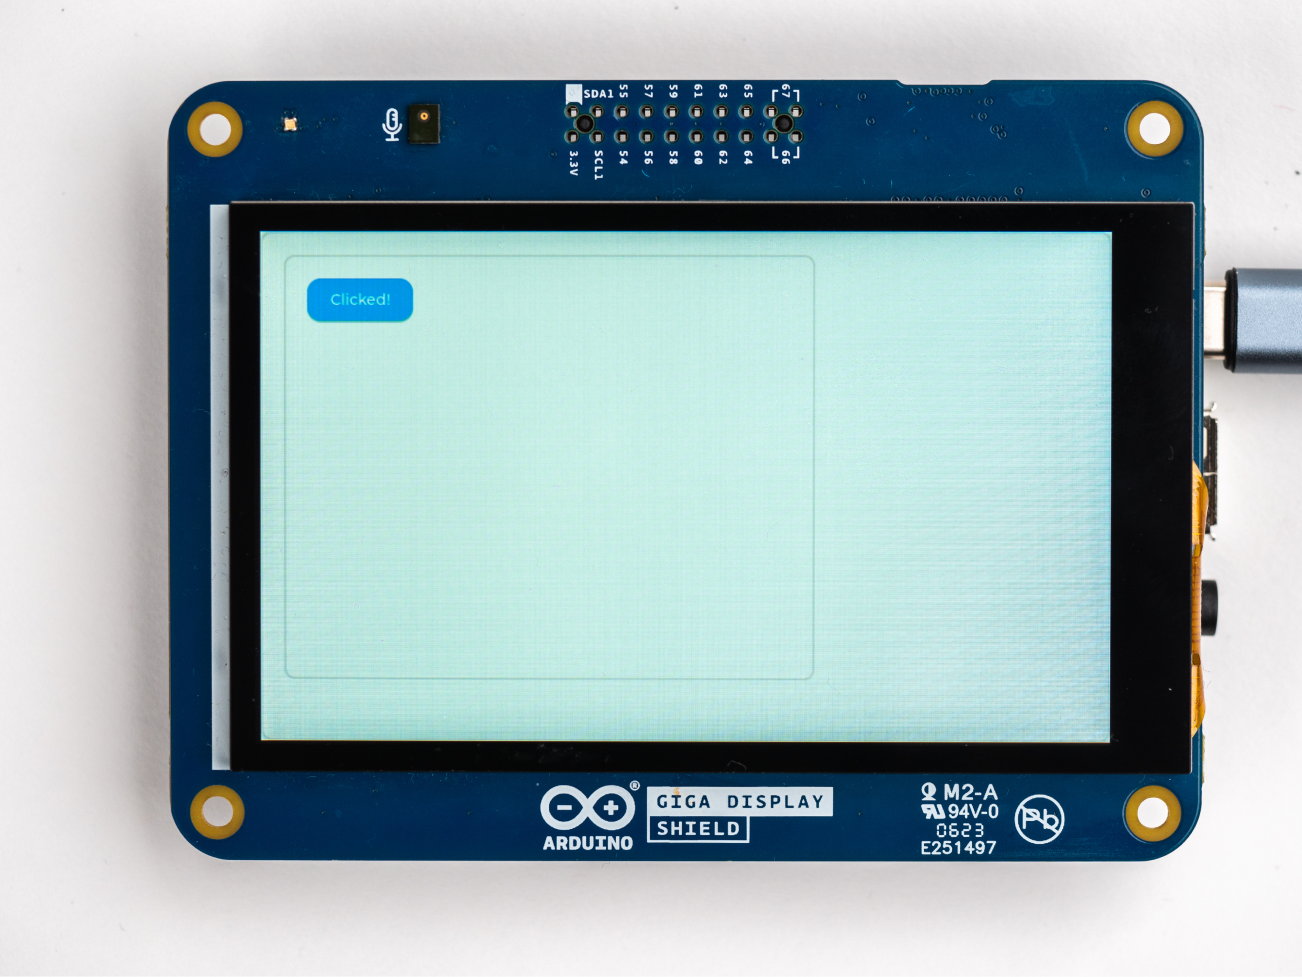 SDA1 55 57 59 61 63 65 67
3.3V SCL1 54 56 58 60 62 64 66
Clicked!
ARDUINO
®
GIGA DISPLAY
SHIELD
M2-A
94V-0
0623
E251497
Pb